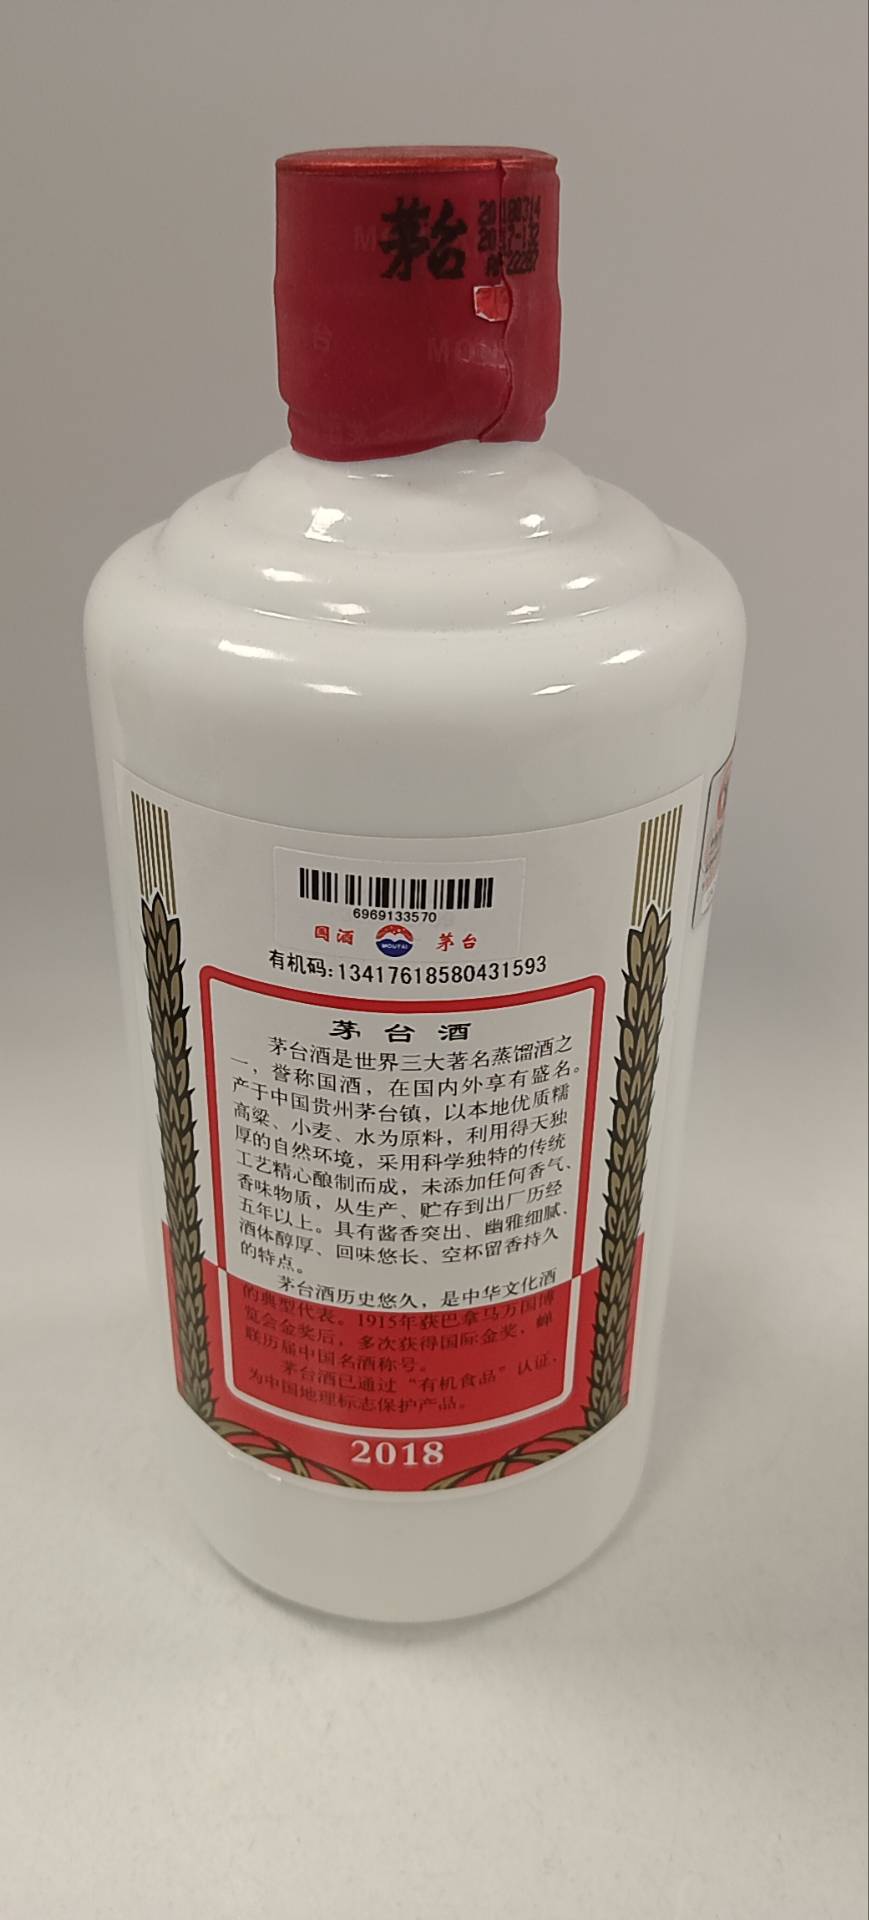 茅台
20180314
2017-132
22287
6969133570
国酒 MOUTAI 茅台
有机码:13417618580431593
茅台酒
茅台酒是世界三大著名蒸馏酒之
一，誉称国酒，在国内外享有盛名。
产于中国贵州茅台镇，以本地优质糯
高粱、小麦、水为原料，利用得天独
厚的自然环境，采用科学独特的传统
工艺精心酿制而成，未添加任何香气、
香味物质，从生产、贮存到出厂历经
五年以上。具有酱香突出、幽雅细腻、
酒体醇厚、回味悠长、空杯留香持久
的特点。
茅台酒历史悠久，是中华文化酒
的典型代表。1915年获巴拿马万国博
览会金奖后，多次获得国际金奖，蝉
联历届中国名酒称号。
茅台酒已通过“有机食品”认证，
为中国地理标志保护产品。
2018